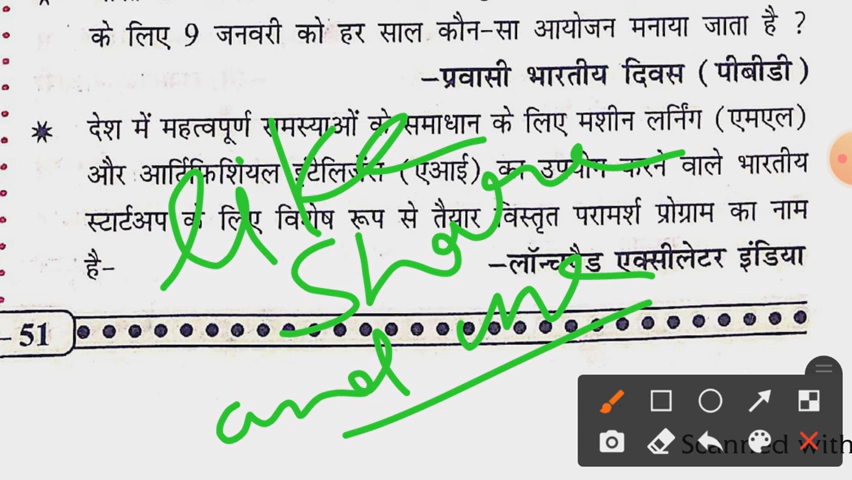 के लिए 9 जनवरी को हर साल कौन-सा आयोजन मनाया जाता है ?
-प्रवासी भारतीय दिवस (पीबीडी)
देश में महत्वपूर्ण समस्याओं के समाधान के लिए मशीन लर्निंग (एमएल)
और आर्टिफिशियल इंटेलिजेंस (एआई) का उपयोग करने वाले भारतीय
स्टार्टअप के लिए विशेष रूप से तैयार विस्तृत परामर्श प्रोग्राम का नाम
है-
-लॉन्चपैड एक्सीलेटर इंडिया
- 51
like
Share
and
Scanned with